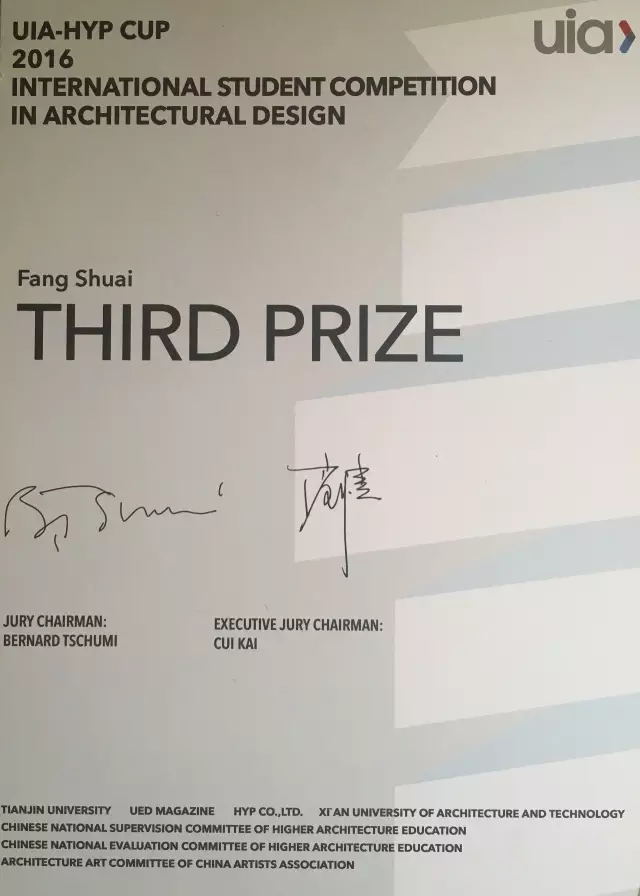 UIA-HYP CUP
uia
2016
INTERNATIONAL STUDENT COMPETITION
IN ARCHITECTURAL DESIGN
Fang Shuai
THIRD PRIZE
JURY CHAIRMAN:
BERNARD TSCHUMI
EXECUTIVE JURY CHAIRMAN:
CUI KAI
TIANJIN UNIVERSITY UED MAGAZINE HYP CO.,LTD. XI'AN UNIVERSITY OF ARCHITECTURE AND TECHNOLOGY
CHINESE NATIONAL SUPERVISION COMMITTEE OF HIGHER ARCHITECTURE EDUCATION
CHINESE NATIONAL EVALUATION COMMITTEE OF HIGHER ARCHITECTURE EDUCATION
ARCHITECTURE ART COMMITTEE OF CHINA ARTISTS ASSOCIATION